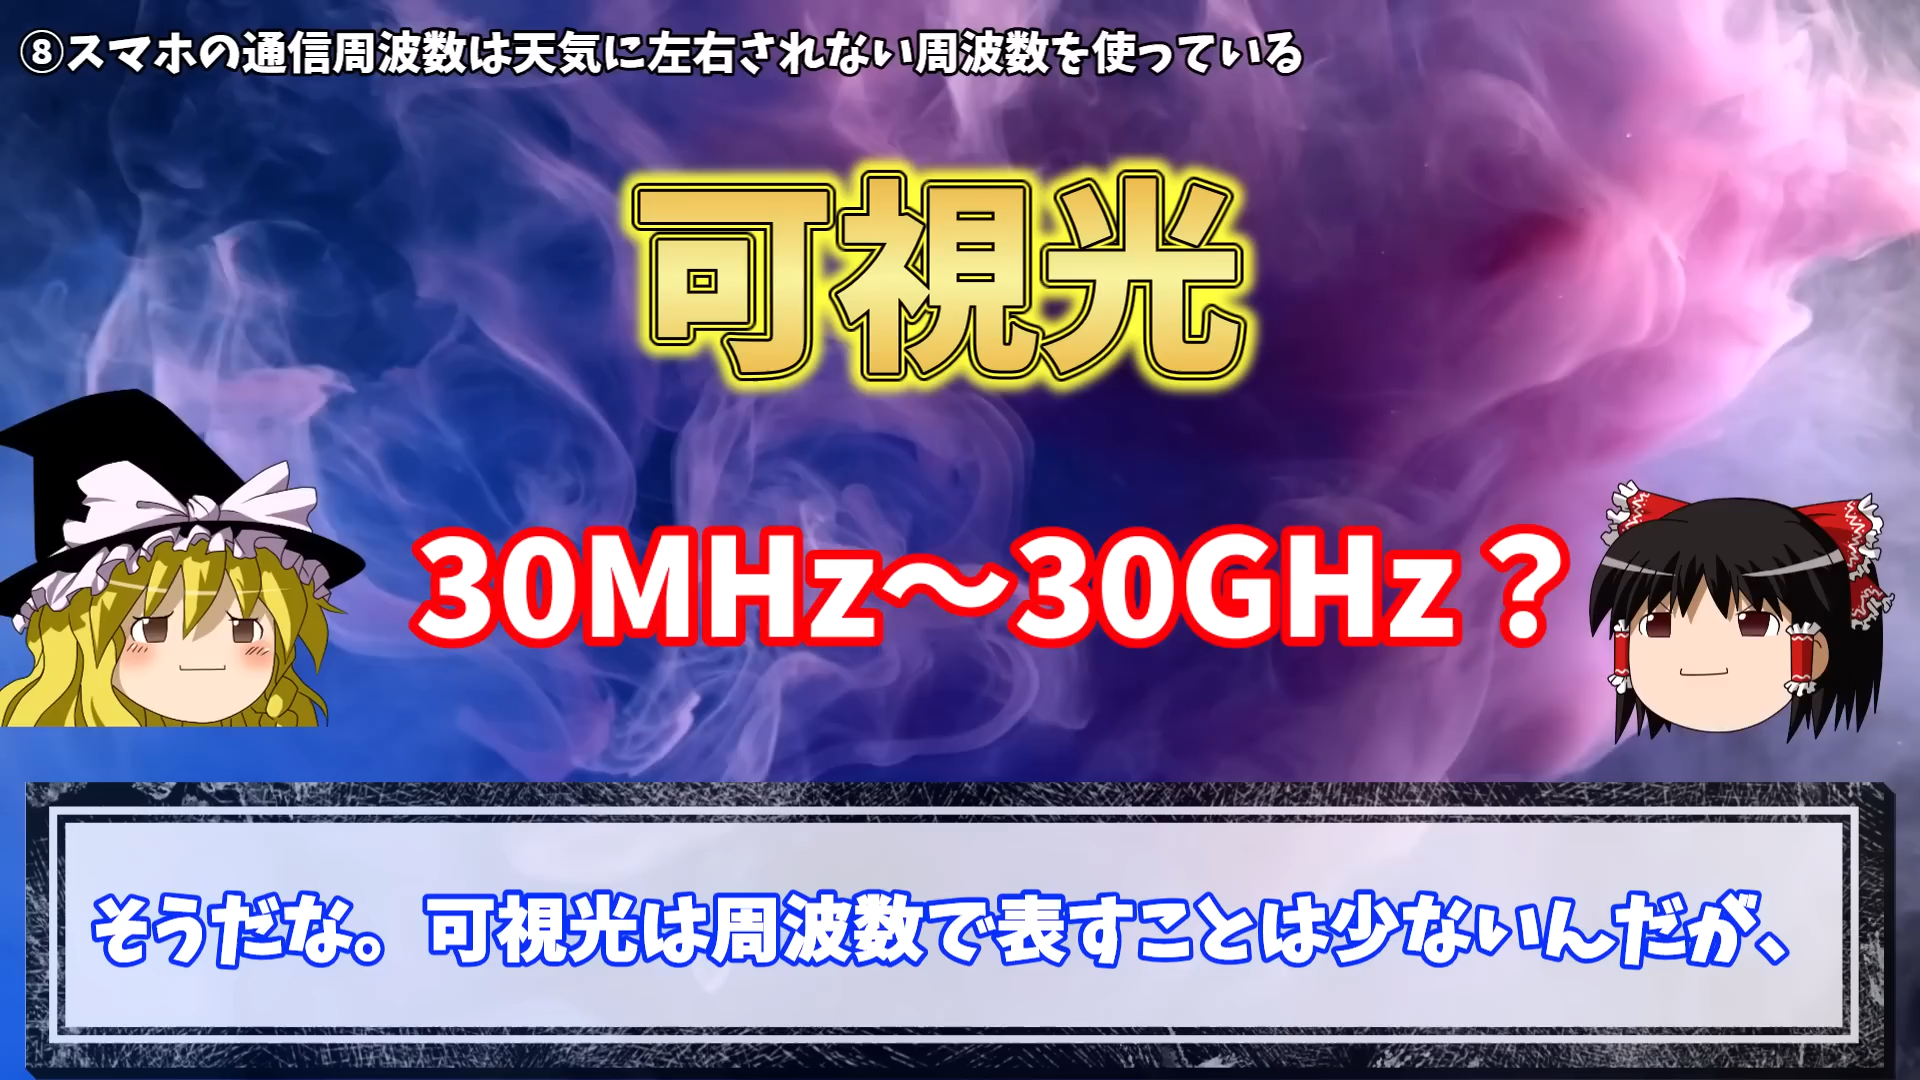 ⑧スマホの通信周波数は天気に左右されない周波数を使っている
可視光
30MHz～30GHz？
そうだな。可視光は周波数で表すことは少ないんだが、